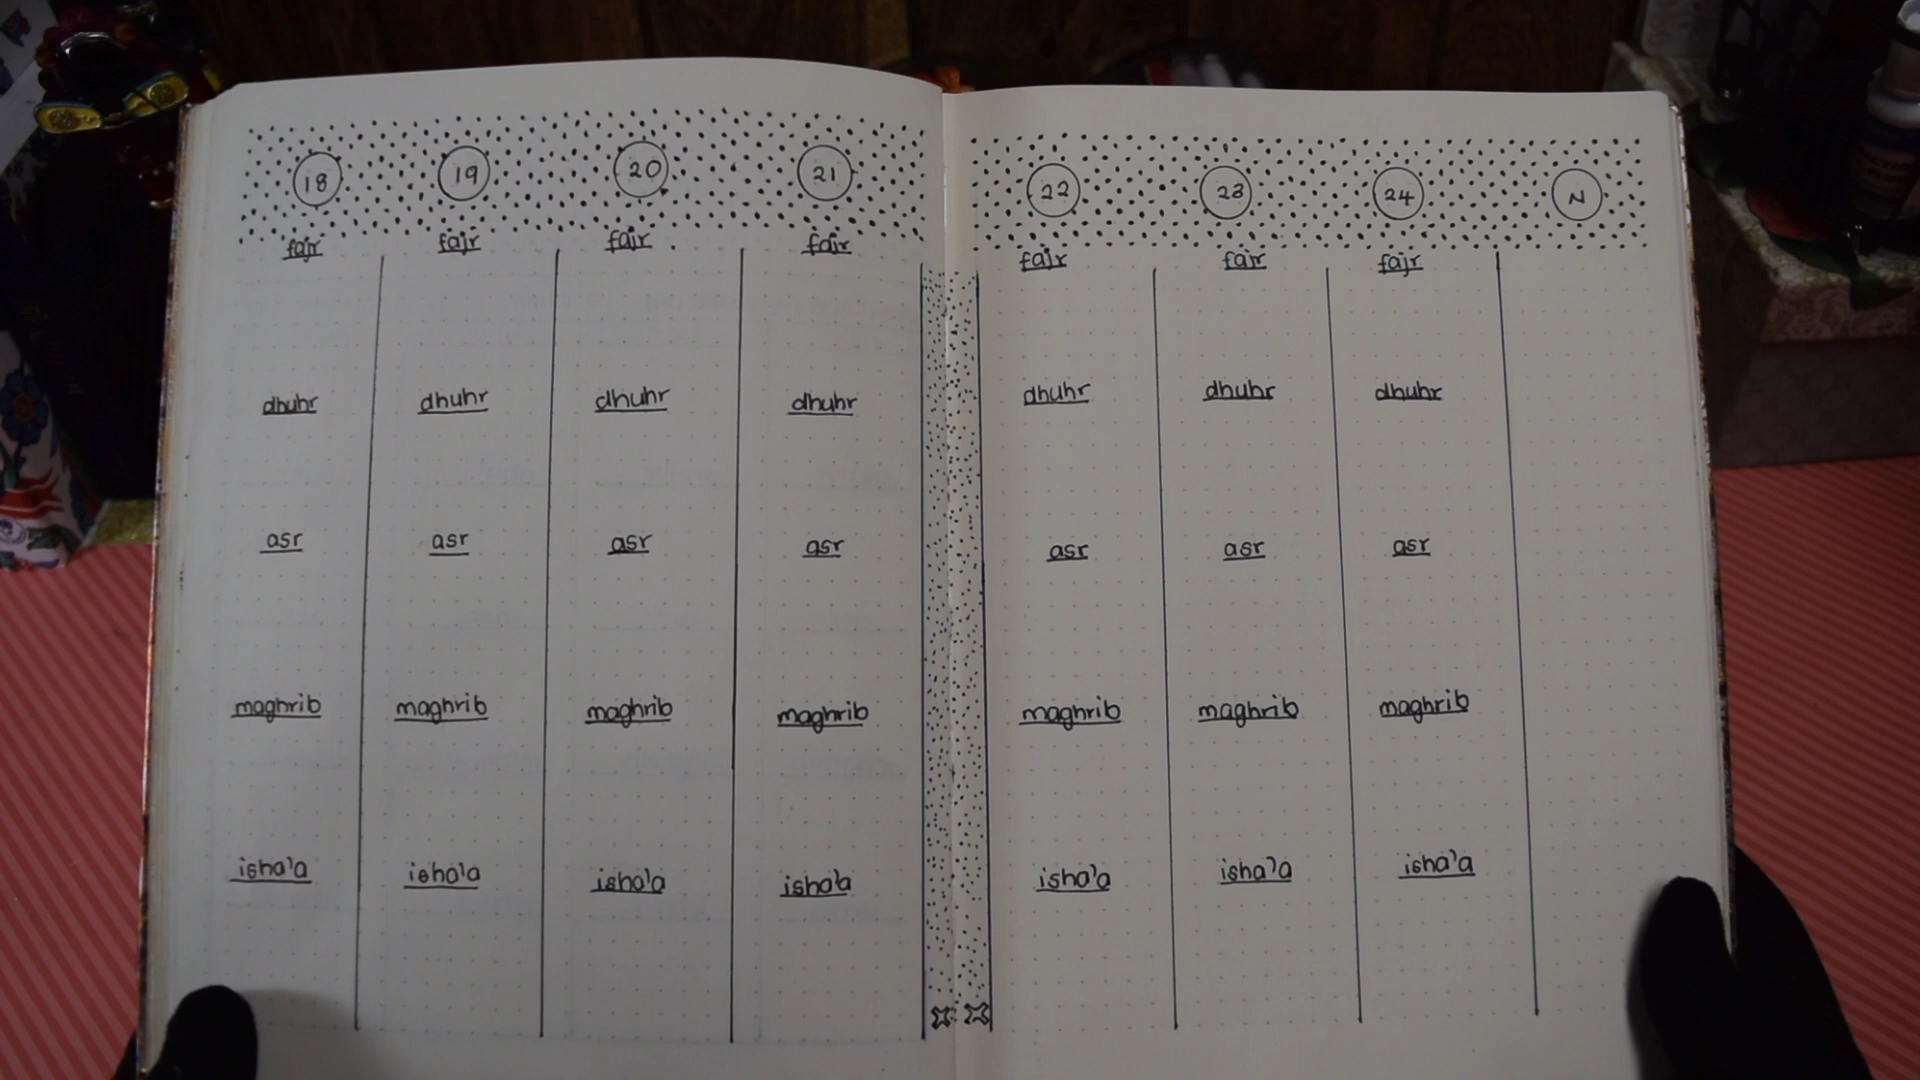 18 19 20 21 22 23 24 N
fajr fajr fajr fajr fajr fajr fajr
dhuhr dhuhr dhuhr dhuhr dhuhr dhuhr dhuhr
asr asr asr asr asr asr asr
maghrib maghrib maghrib maghrib maghrib maghrib maghrib
isha'a isha'a isha'a isha'a isha'a isha'a isha'a